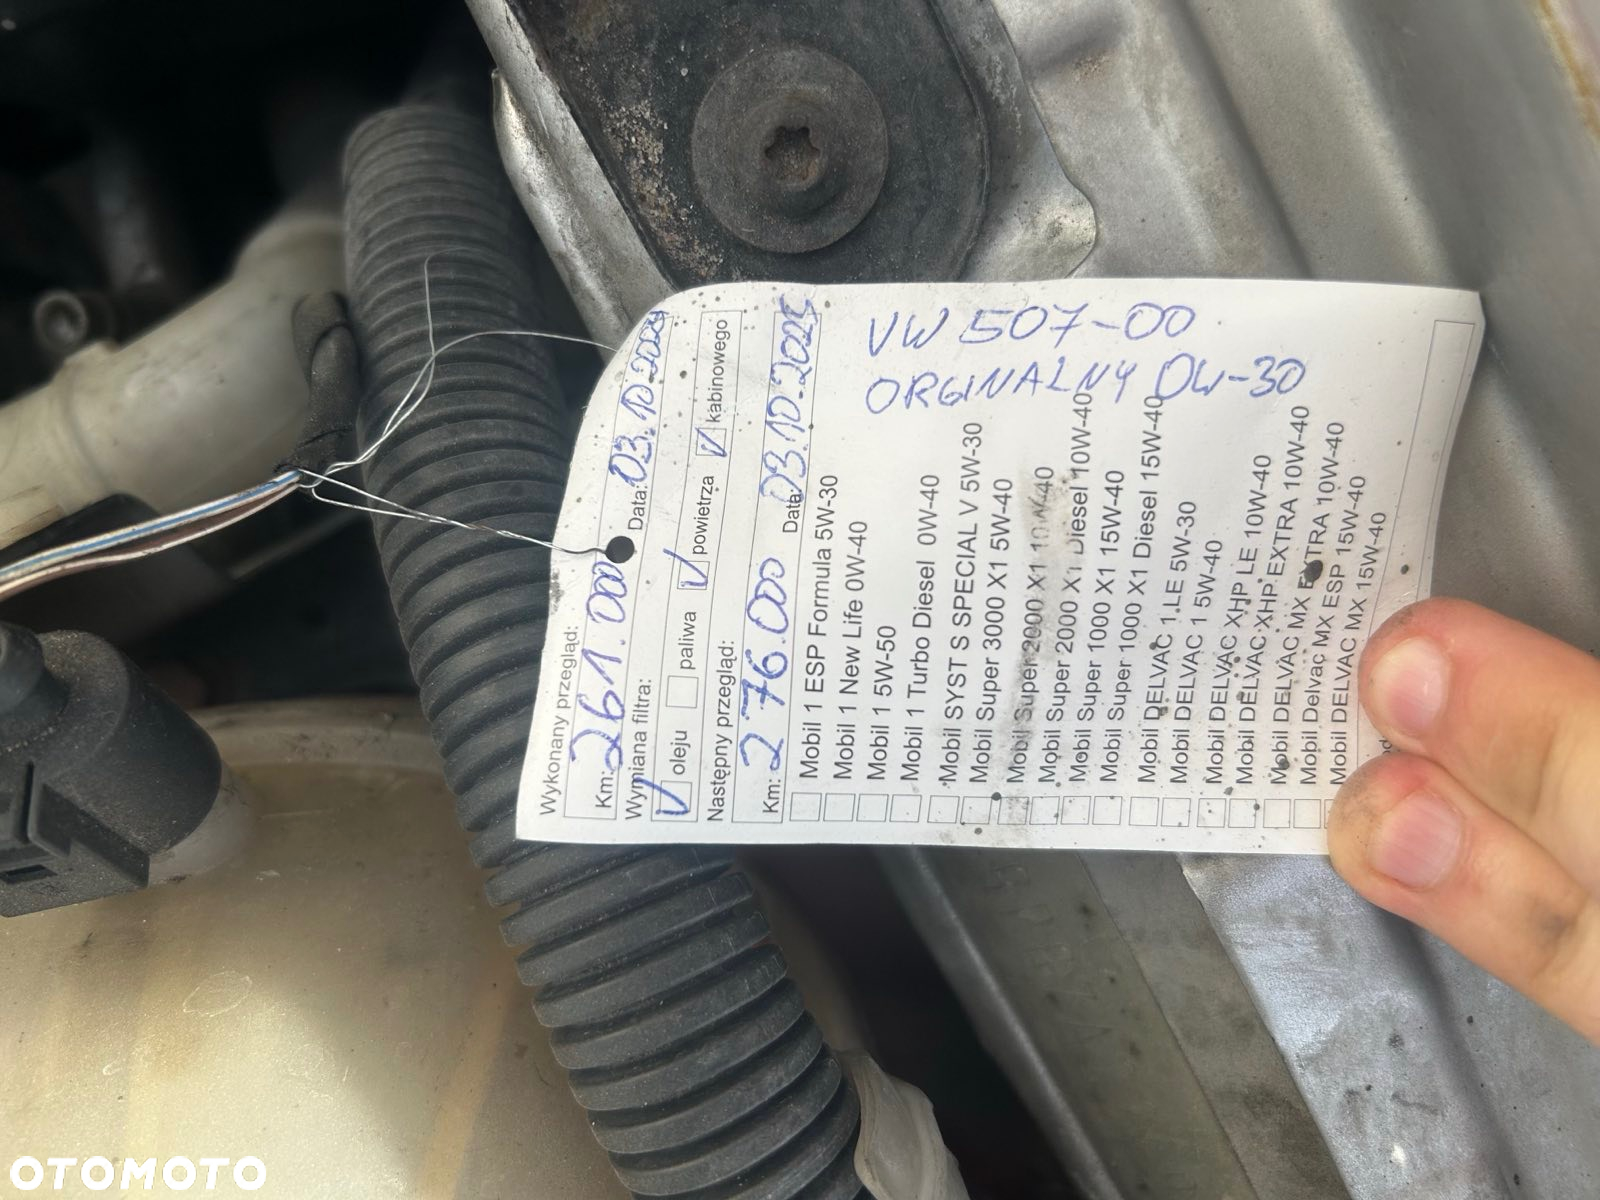 Wykonany przegląd:
Km: 261.000 Data: 03.10.2024
Wymiana filtra:
oleju paliwa powietrza kabinowego
Następny przegląd:
Km: 276.000 Data: 03.10.2025
VW 507-00
ORGINALNY 0W-30
Mobil 1 ESP Formula 5W-30
Mobil 1 New Life 0W-40
Mobil 1 5W-50
Mobil 1 Turbo Diesel 0W-40
Mobil SYST S SPECIAL V 5W-30
Mobil Super 3000 X1 5W-40
Mobil Super 2000 X1 10W-40
Mobil Super 2000 X1 Diesel 10W-40
Mobil Super 1000 X1 15W-40
Mobil Super 1000 X1 Diesel 15W-40
Mobil DELVAC 1 LE 5W-30
Mobil DELVAC 1 5W-40
Mobil DELVAC XHP LE 10W-40
Mobil DELVAC XHP EXTRA 10W-40
Mobil DELVAC MX EXTRA 10W-40
Mobil Delvac MX ESP 15W-40
Mobil DELVAC MX 15W-40
OTOMOTO